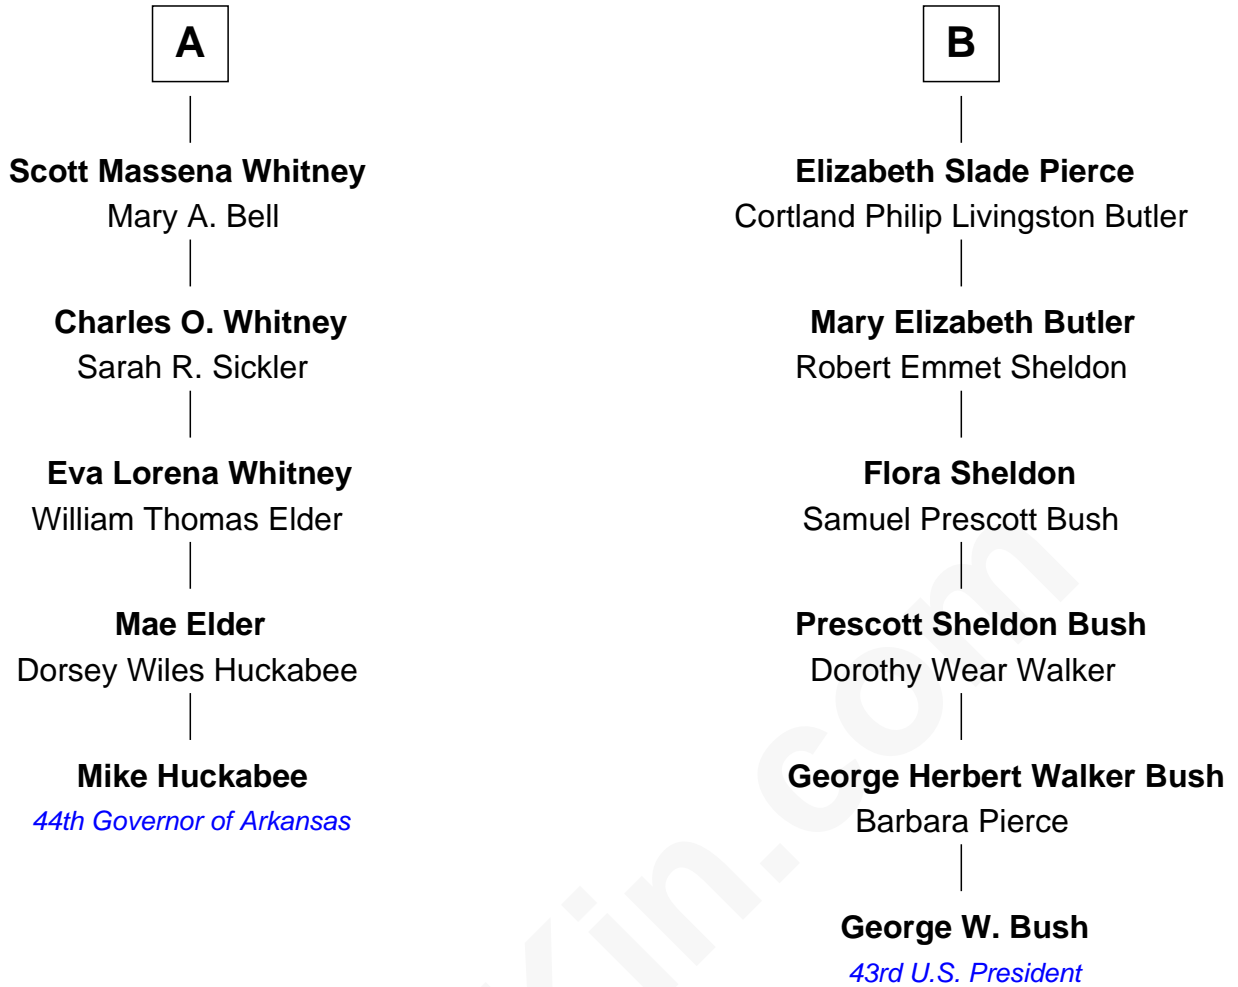 A
Scott Massena Whitney
Mary A. Bell
Charles O. Whitney
Sarah R. Sickler
Eva Lorena Whitney
William Thomas Elder
Mae Elder
Dorsey Wiles Huckabee
Mike Huckabee
44th Governor of Arkansas
B
Elizabeth Slade Pierce
Cortland Philip Livingston Butler
Mary Elizabeth Butler
Robert Emmet Sheldon
Flora Sheldon
Samuel Prescott Bush
Prescott Sheldon Bush
Dorothy Wear Walker
George Herbert Walker Bush
Barbara Pierce
George W. Bush
43rd U.S. President
Kin.com